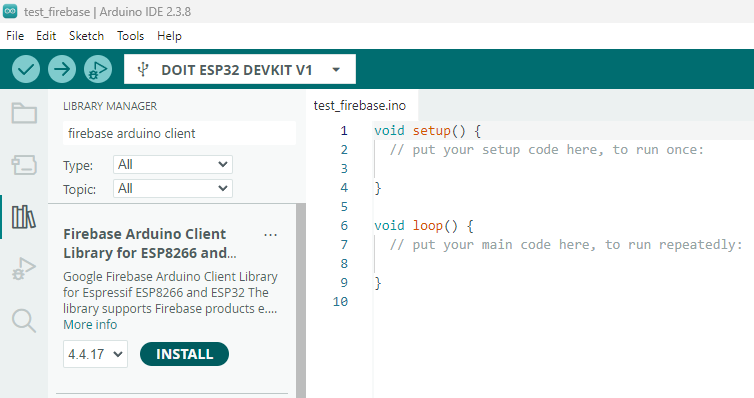 test_firebase | Arduino IDE 2.3.8
File Edit Sketch Tools Help
DOIT ESP32 DEVKIT V1
LIBRARY MANAGER
firebase arduino client
Type: All
Topic: All
Firebase Arduino Client
Library for ESP8266 and...
Google Firebase Arduino Client Library
for Espressif ESP8266 and ESP32 The
library supports Firebase products e....
More info
4.4.17 INSTALL
test_firebase.ino
1 void setup() {
2 // put your setup code here, to run once:
3
4 }
5
6 void loop() {
7 // put your main code here, to run repeatedly:
8
9 }
10